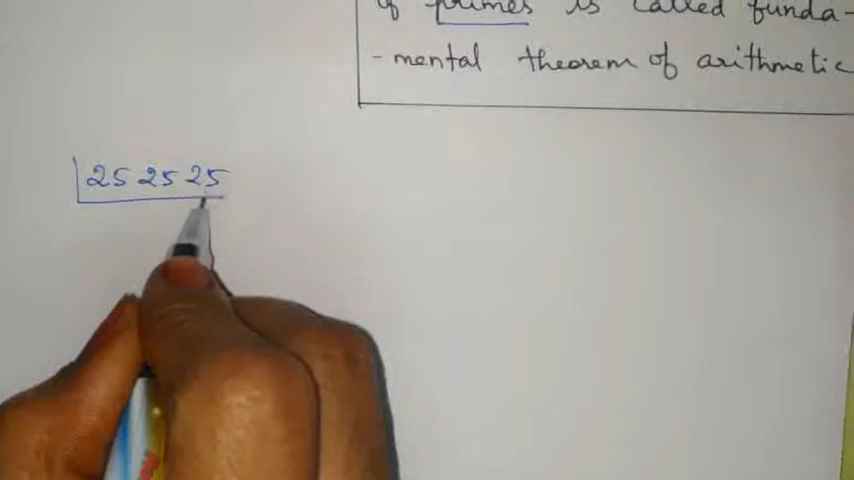 of primes is called funda-
-mental theorem of arithmetic
25 25 25